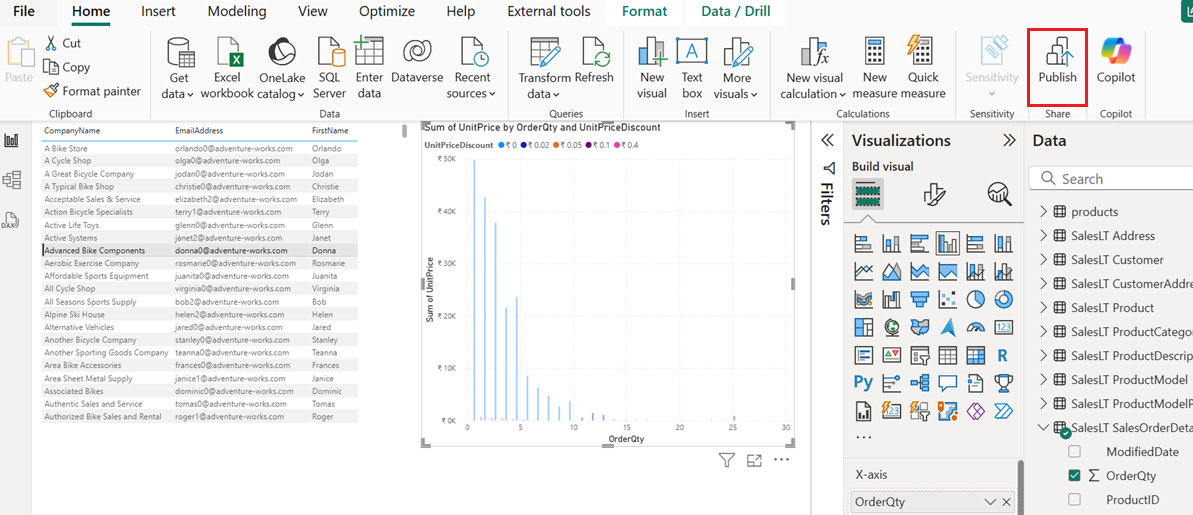 File Home Insert Modeling View Optimize Help External tools Format Data / Drill
Paste
Cut
Copy
Format painter
Clipboard
Get data
Excel workbook
OneLake catalog
SQL Server
Enter data
Dataverse
Recent sources
Data
Transform data
Refresh
Queries
New visual
Text box
More visuals
Insert
New visual calculation
New measure
Quick measure
Calculations
Sensitivity
Sensitivity
Publish
Share
Copilot
Copilot
CompanyName EmailAddress FirstName
A Bike Store orlando0@adventure-works.com Orlando
A Cycle Shop olga0@adventure-works.com Olga
A Great Bicycle Company jodan0@adventure-works.com Jodan
A Typical Bike Shop christie0@adventure-works.com Christie
Acceptable Sales & Service elizabeth2@adventure-works.com Elizabeth
Action Bicycle Specialists terry1@adventure-works.com Terry
Active Life Toys glenn0@adventure-works.com Glenn
Active Systems janet2@adventure-works.com Janet
Advanced Bike Components donna0@adventure-works.com Donna
Aerobic Exercise Company rosmarie0@adventure-works.com Rosmarie
Affordable Sports Equipment juanita0@adventure-works.com Juanita
All Cycle Shop virginia0@adventure-works.com Virginia
All Seasons Sports Supply bob2@adventure-works.com Bob
Alpine Ski House helen2@adventure-works.com Helen
Alternative Vehicles jared0@adventure-works.com Jared
Another Bicycle Company stanley0@adventure-works.com Stanley
Another Sporting Goods Company teanna0@adventure-works.com Teanna
Area Bike Accessories frances0@adventure-works.com Frances
Area Sheet Metal Supply janice1@adventure-works.com Janice
Associated Bikes dominic0@adventure-works.com Dominic
Authentic Sales and Service tomas0@adventure-works.com Tomas
Authorized Bike Sales and Rental roger1@adventure-works.com Roger
DAX
Sum of UnitPrice by OrderQty and UnitPriceDiscount
UnitPriceDiscount ₹ 0 ₹ 0.02 ₹ 0.05 ₹ 0.1 ₹ 0.4
Sum of UnitPrice
₹ 50K
₹ 40K
₹ 30K
₹ 20K
₹ 10K
₹ 0K
0 5 10 15 20 25 30
OrderQty
Filters
Visualizations
Build visual
123
R
Py
123
X-axis
OrderQty
Data
Search
products
SalesLT Address
SalesLT Customer
SalesLT CustomerAddre
SalesLT Product
SalesLT ProductCatego
SalesLT ProductDescrip
SalesLT ProductModel
SalesLT ProductModelP
SalesLT SalesOrderDeta
ModifiedDate
OrderQty
ProductID